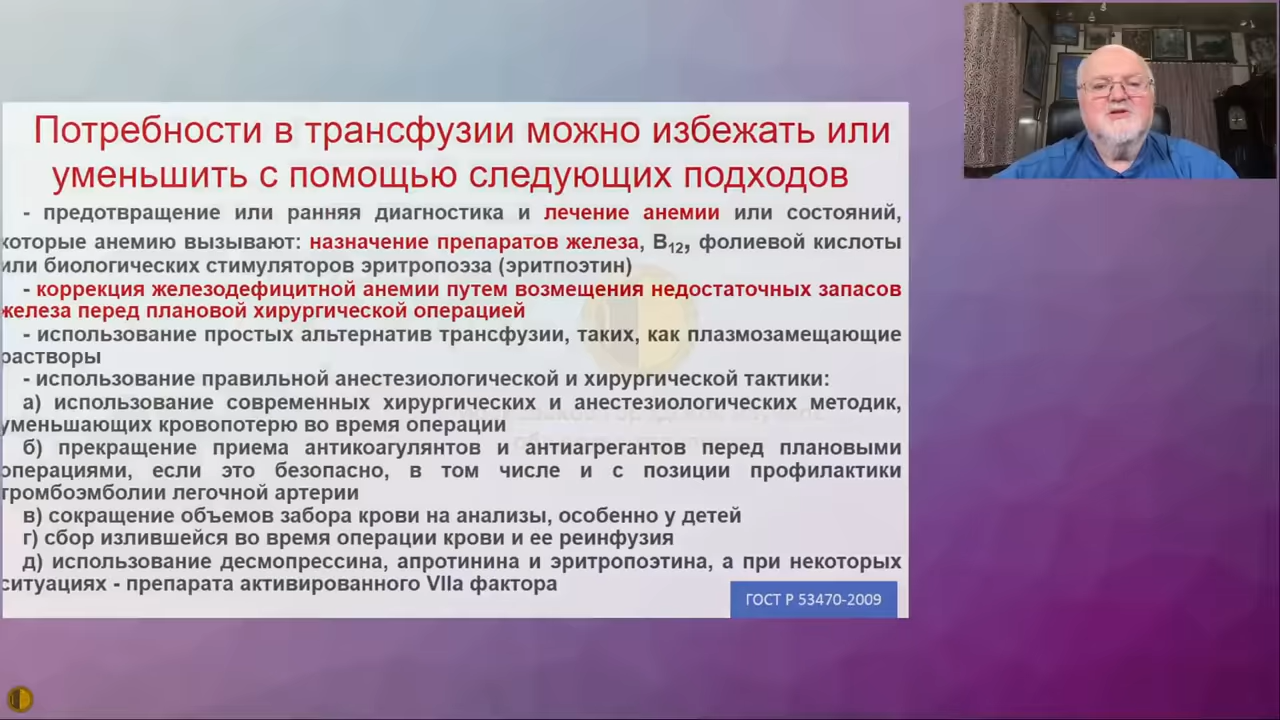 Потребности в трансфузии можно избежать или
уменьшить с помощью следующих подходов
- предотвращение или ранняя диагностика и лечение анемии или состояний,
которые анемию вызывают: назначение препаратов железа, В12, фолиевой кислоты
или биологических стимуляторов эритропоэза (эритпоэтин)
- коррекция железодефицитной анемии путем возмещения недостаточных запасов
железа перед плановой хирургической операцией
- использование простых альтернатив трансфузии, таких, как плазмозамещающие
растворы
- использование правильной анестезиологической и хирургической тактики:
а) использование современных хирургических и анестезиологических методик,
уменьшающих кровопотерю во время операции
б) прекращение приема антикоагулянтов и антиагрегантов перед плановыми
операциями, если это безопасно, в том числе и с позиции профилактики
тромбоэмболии легочной артерии
в) сокращение объемов забора крови на анализы, особенно у детей
г) сбор излившейся во время операции крови и ее реинфузия
д) использование десмопрессина, апротинина и эритропоэтина, а при некоторых
ситуациях - препарата активированного VIIa фактора
ГОСТ Р 53470-2009